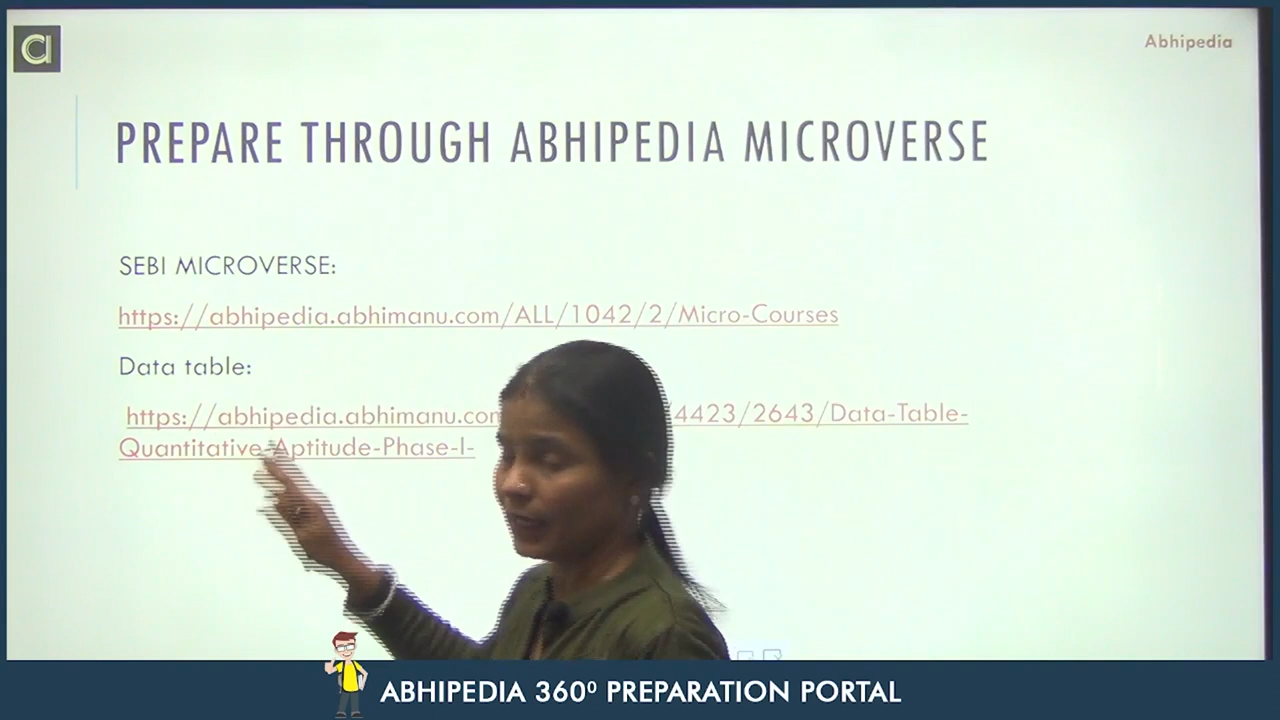 Abhipedia
PREPARE THROUGH ABHIPEDIA MICROVERSE
SEBI MICROVERSE:
https://abhipedia.abhimanu.com/ALL/1042/2/Micro-Courses
Data table:
https://abhipedia.abhimanu.com 4423/2643/Data-Table-
Quantitative-Aptitude-Phase-I-
ABHIPEDIA 360⁰ PREPARATION PORTAL